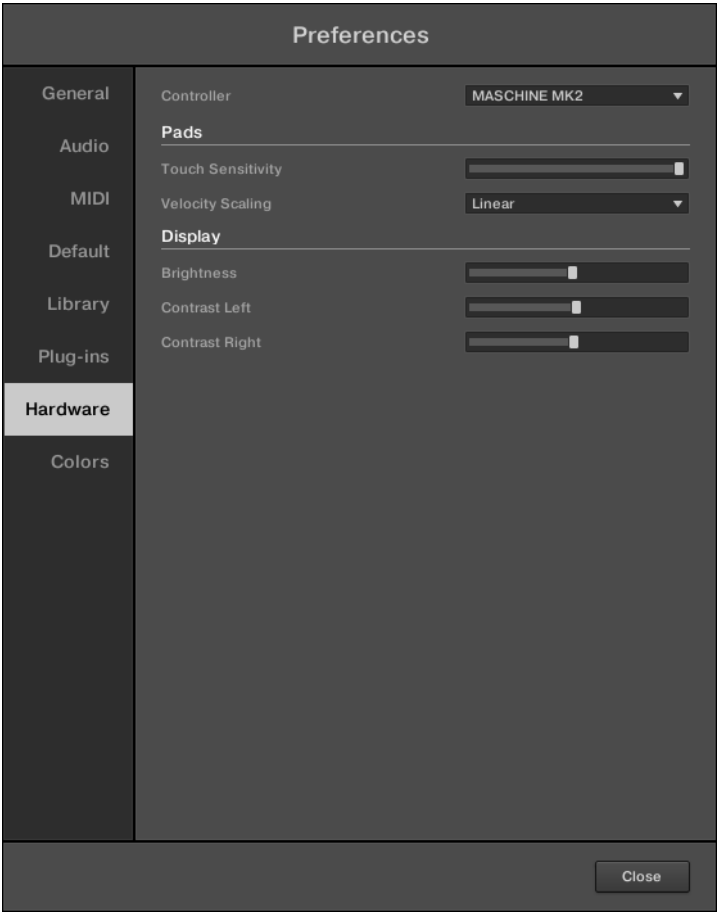 Preferences
General
Audio
MIDI
Default
Library
Plug-ins
Hardware
Colors
Controller MASCHINE MK2
Pads
Touch Sensitivity
Velocity Scaling Linear
Display
Brightness
Contrast Left
Contrast Right
Close